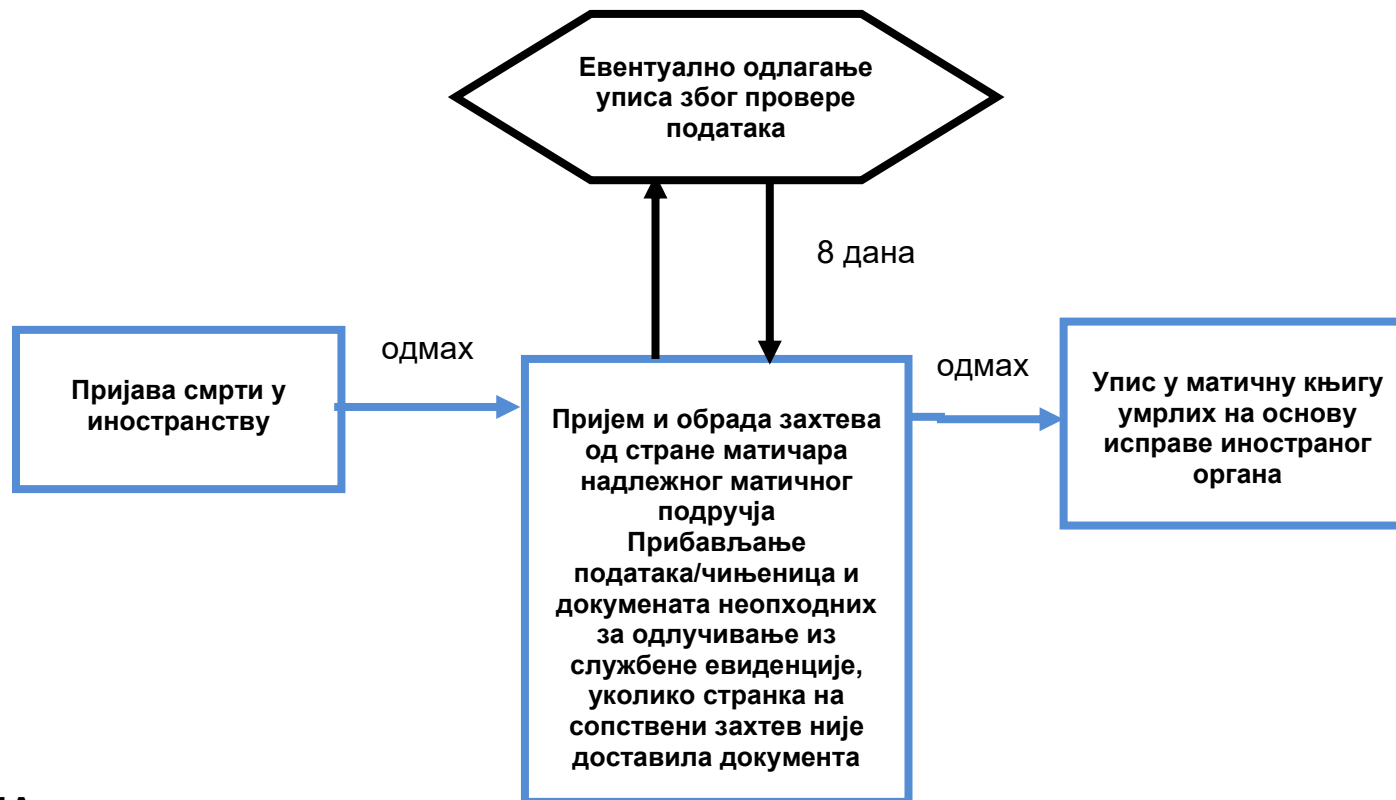 Евентуално одлагање
уписа због провере
података
8 дана
одмах
одмах
Пријава смрти у
иностранству
Пријем и обрада захтева
од стране матичара
надлежног матичног
подручја
Прибављање
података/чињеница и
докумената неопходних
за одлучивање из
службене евиденције,
уколико странка на
сопствени захтев није
доставила документа
Упис у матичну књигу
умрлих на основу
исправе иностраног
органа